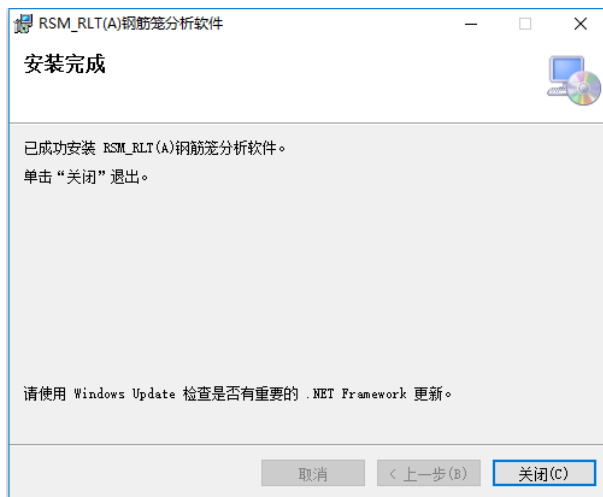 RSM_RLT(A)钢筋笼分析软件
安装完成
已成功安装 RSM_RLT(A)钢筋笼分析软件。
单击“关闭”退出。
请使用 Windows Update 检查是否有重要的 .NET Framework 更新。
取消
< 上一步(B)
关闭(C)